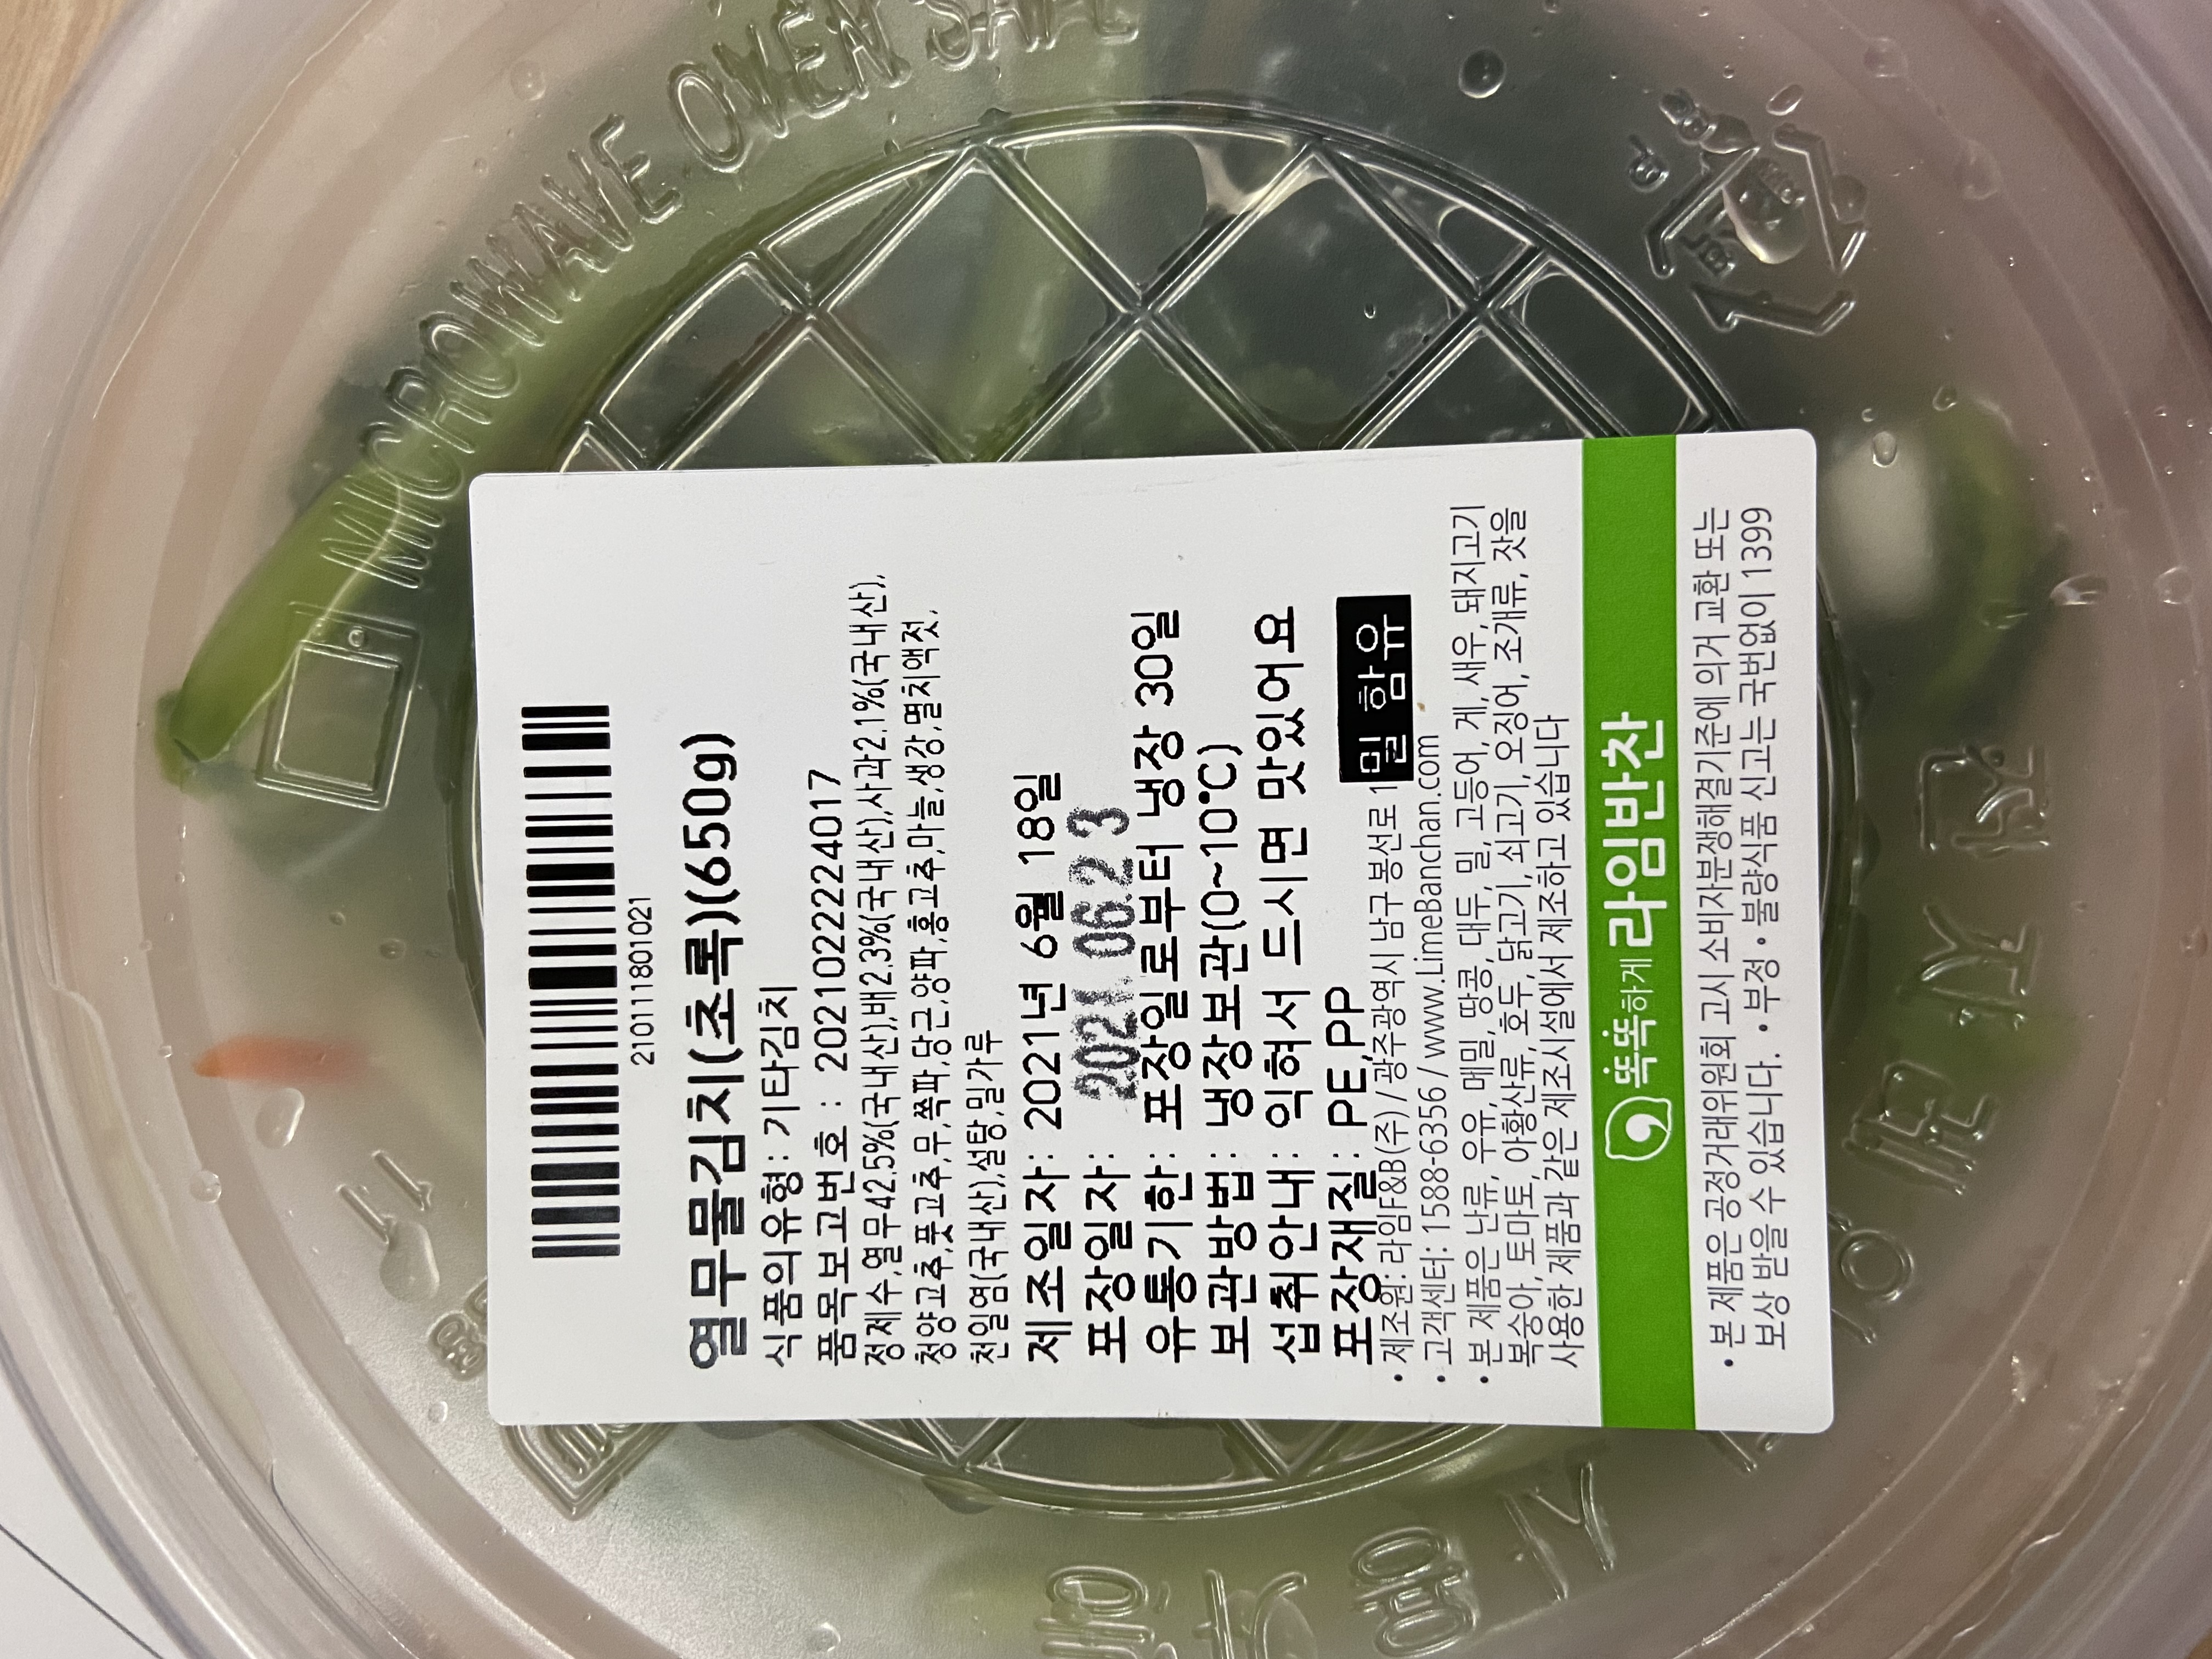 2101111801021
열무물김치(초록)(650g)
식품의유형: 기타김치
품목보고번호 : 2021022224017
정제수,열무42.5%(국내산),배2.3%(국내산),사과2.1%(국내산),
청양고추,풋고추,무,쪽파,당근,양파,홍고추,마늘,생강,멸치액젓,
천일염(국내산),설탕,밀가루
제조일자: 2021년 6월 18일
포장일자: 2021.06.23
유통기한: 포장일로부터 냉장 30일
보관방법: 냉장보관(0~10℃)
섭취안내: 익혀서 드시면 맛있어요
포장재질: PE,PP
밀 함유
• 제조원: 라임F&B(주) / 광주광역시 남구 봉선로 1
• 고객센터: 1588-6356 / www.LimeBanchan.com
• 본 제품은 난류, 우유, 메밀, 땅콩, 대두, 밀, 고등어, 게, 새우, 돼지고기
복숭아, 토마토, 아황산류, 호두, 닭고기, 쇠고기, 오징어, 조개류, 잣을
사용한 제품과 같은 제조시설에서 제조하고 있습니다
똑똑하게 라임반찬
• 본 제품은 공정거래위원회 고시 소비자분쟁해결기준에 의거 교환 또는
보상 받을 수 있습니다. • 부정 • 불량식품 신고는 국번없이 1399
MICROWAVE OVEN SAFE